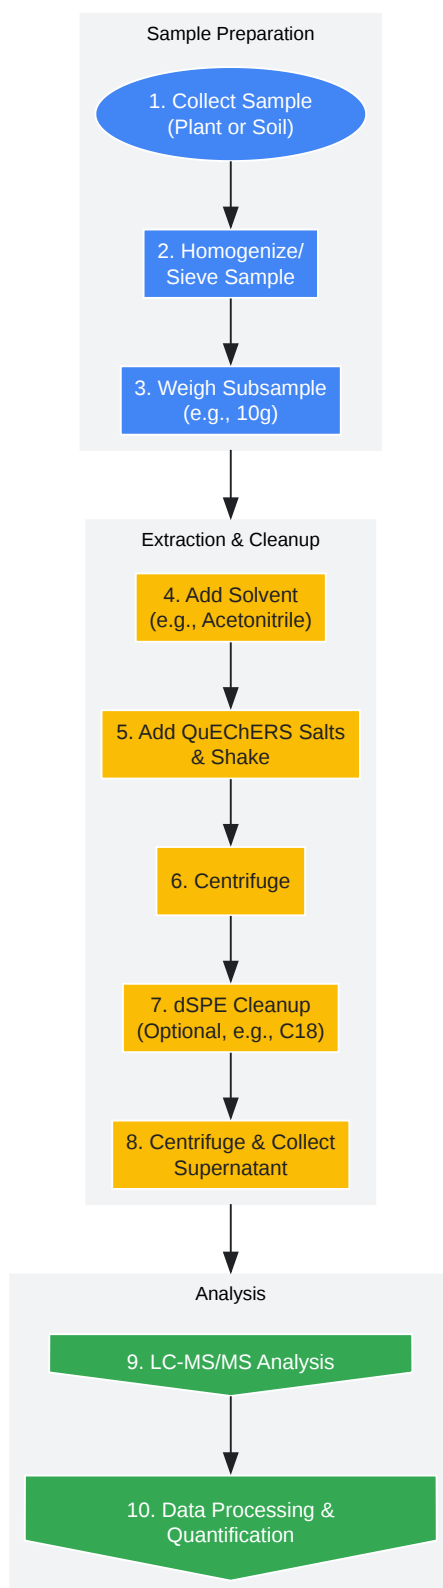 Sample Preparation
1. Collect Sample
(Plant or Soil)
2. Homogenize/
Sieve Sample
3. Weigh Subsample
(e.g., 10g)
Extraction & Cleanup
4. Add Solvent
(e.g., Acetonitrile)
5. Add QuEChERS Salts
& Shake
6. Centrifuge
7. dSPE Cleanup
(Optional, e.g., C18)
8. Centrifuge & Collect
Supernatant
Analysis
9. LC-MS/MS Analysis
10. Data Processing &
Quantification